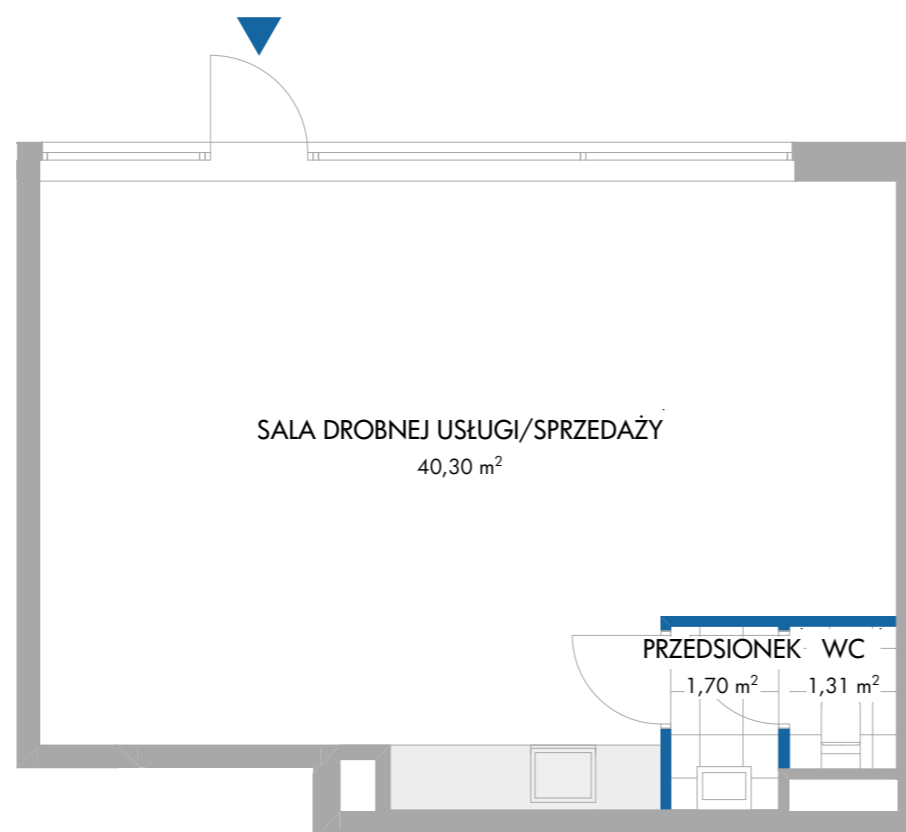 SALA DROBNEJ USŁUGI/SPRZEDAŻY
40,30 m²
PRZEDSIONEK
1,70 m²
WC
1,31 m²